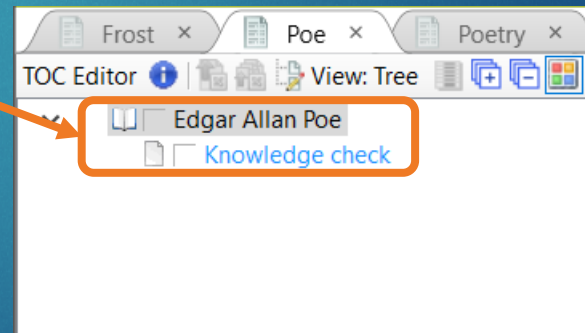 Frost × Poe × Poetry ×
TOC Editor View: Tree
Edgar Allan Poe
Knowledge check